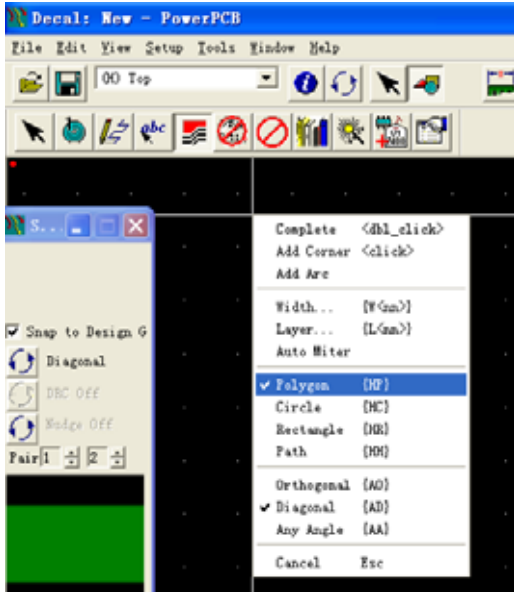 Decal: New - PowerPCB
File Edit View Setup Tools Window Help
(H) Top
abc
S...
Snap to Design G
Diagonal
DRC Off
Nudge Off
Pair 1 2
Complete <dbl_click>
Add Corner <click>
Add Arc
Width... {W<nn>}
Layer... {L<nn>}
Auto Miter
Polygon {HP}
Circle {HC}
Rectangle {HR}
Path {HH}
Orthogonal {AO}
Diagonal {AD}
Any Angle {AA}
Cancel Esc